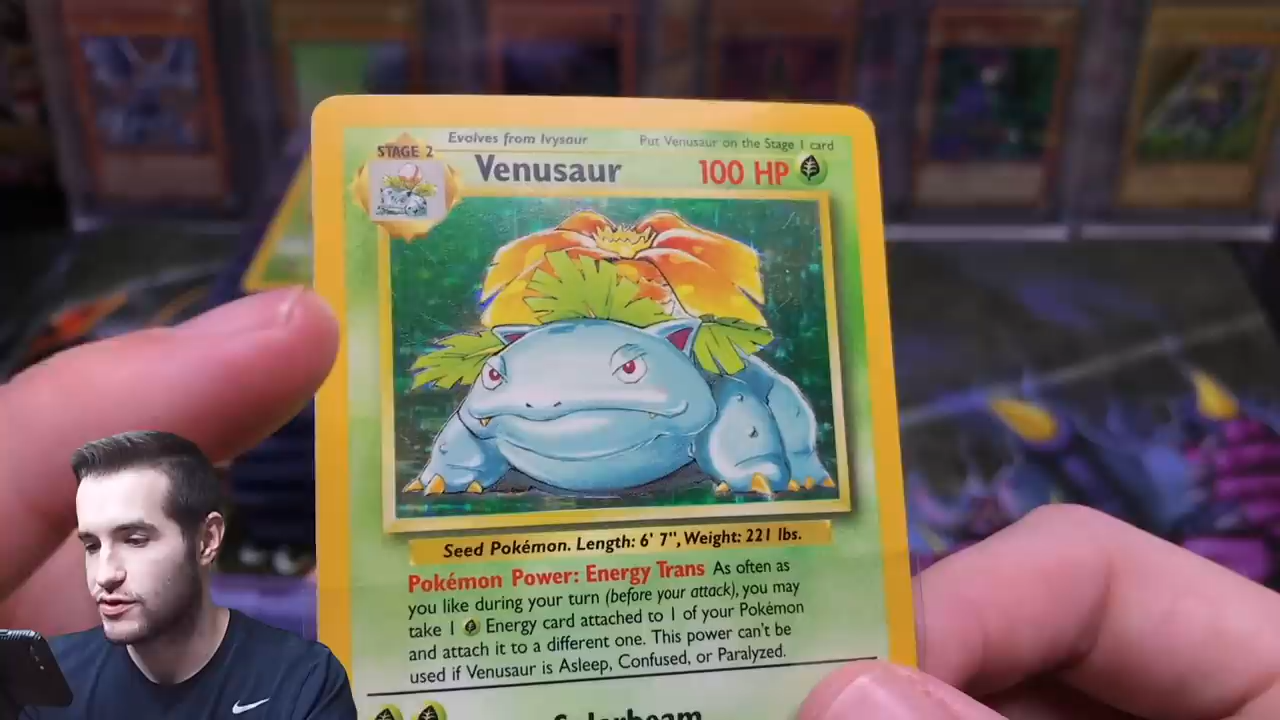 Evolves from Ivysaur
Put Venusaur on the Stage 1 card
STAGE 2
Venusaur
100 HP
Seed Pokémon. Length: 6' 7", Weight: 221 lbs.
Pokémon Power: Energy Trans As often as
you like during your turn (before your attack), you may
take 1 Energy card attached to 1 of your Pokémon
and attach it to a different one. This power can't be
used if Venusaur is Asleep, Confused, or Paralyzed.
Solarbeam